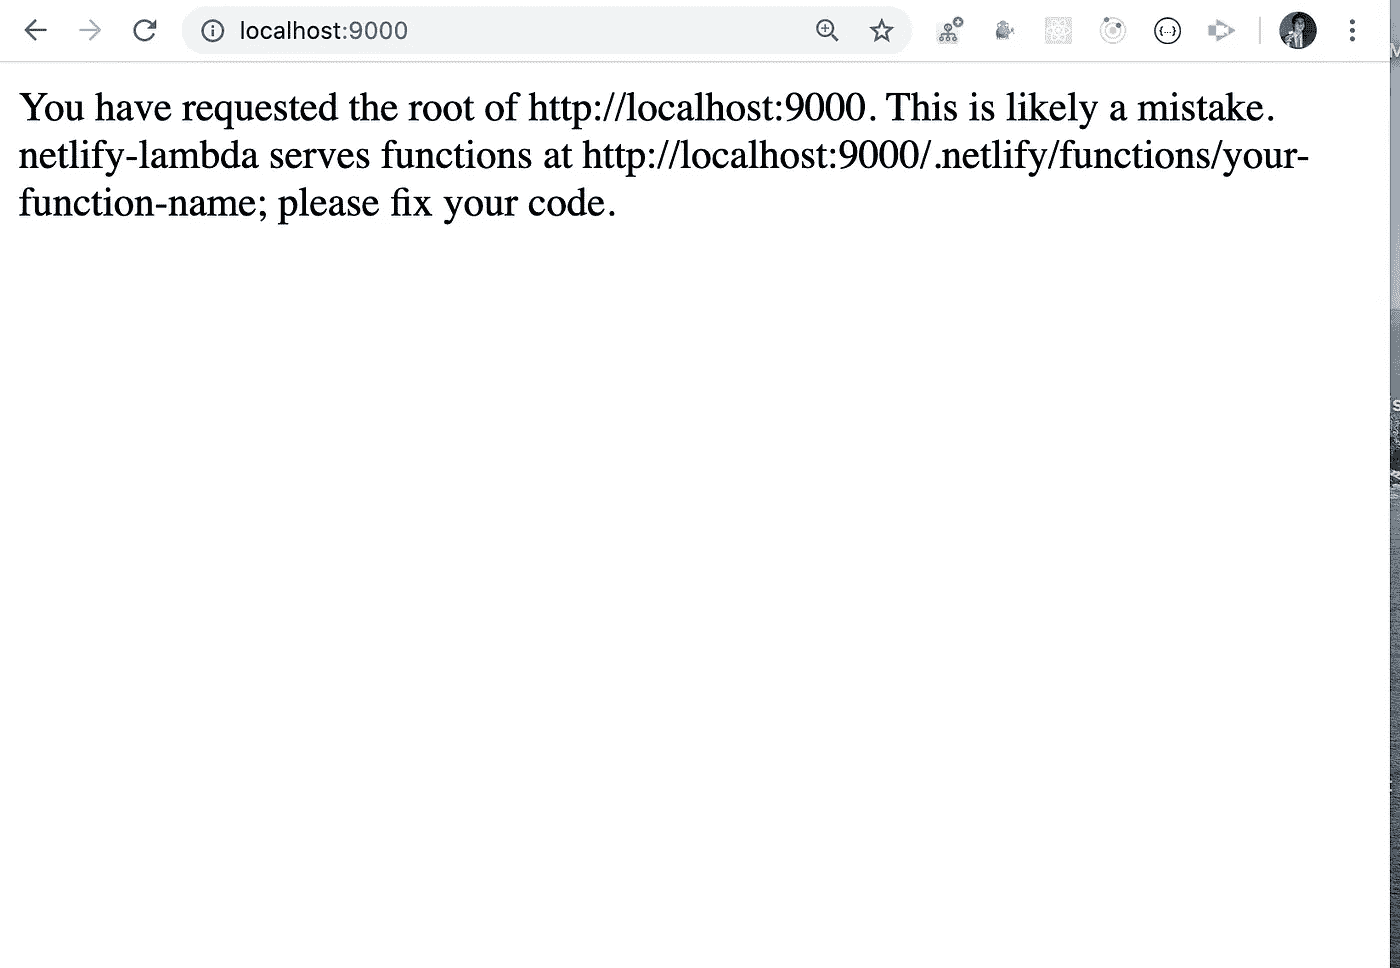 localhost:9000
You have requested the root of http://localhost:9000. This is likely a mistake.
netlify-lambda serves functions at http://localhost:9000/.netlify/functions/your-
function-name; please fix your code.